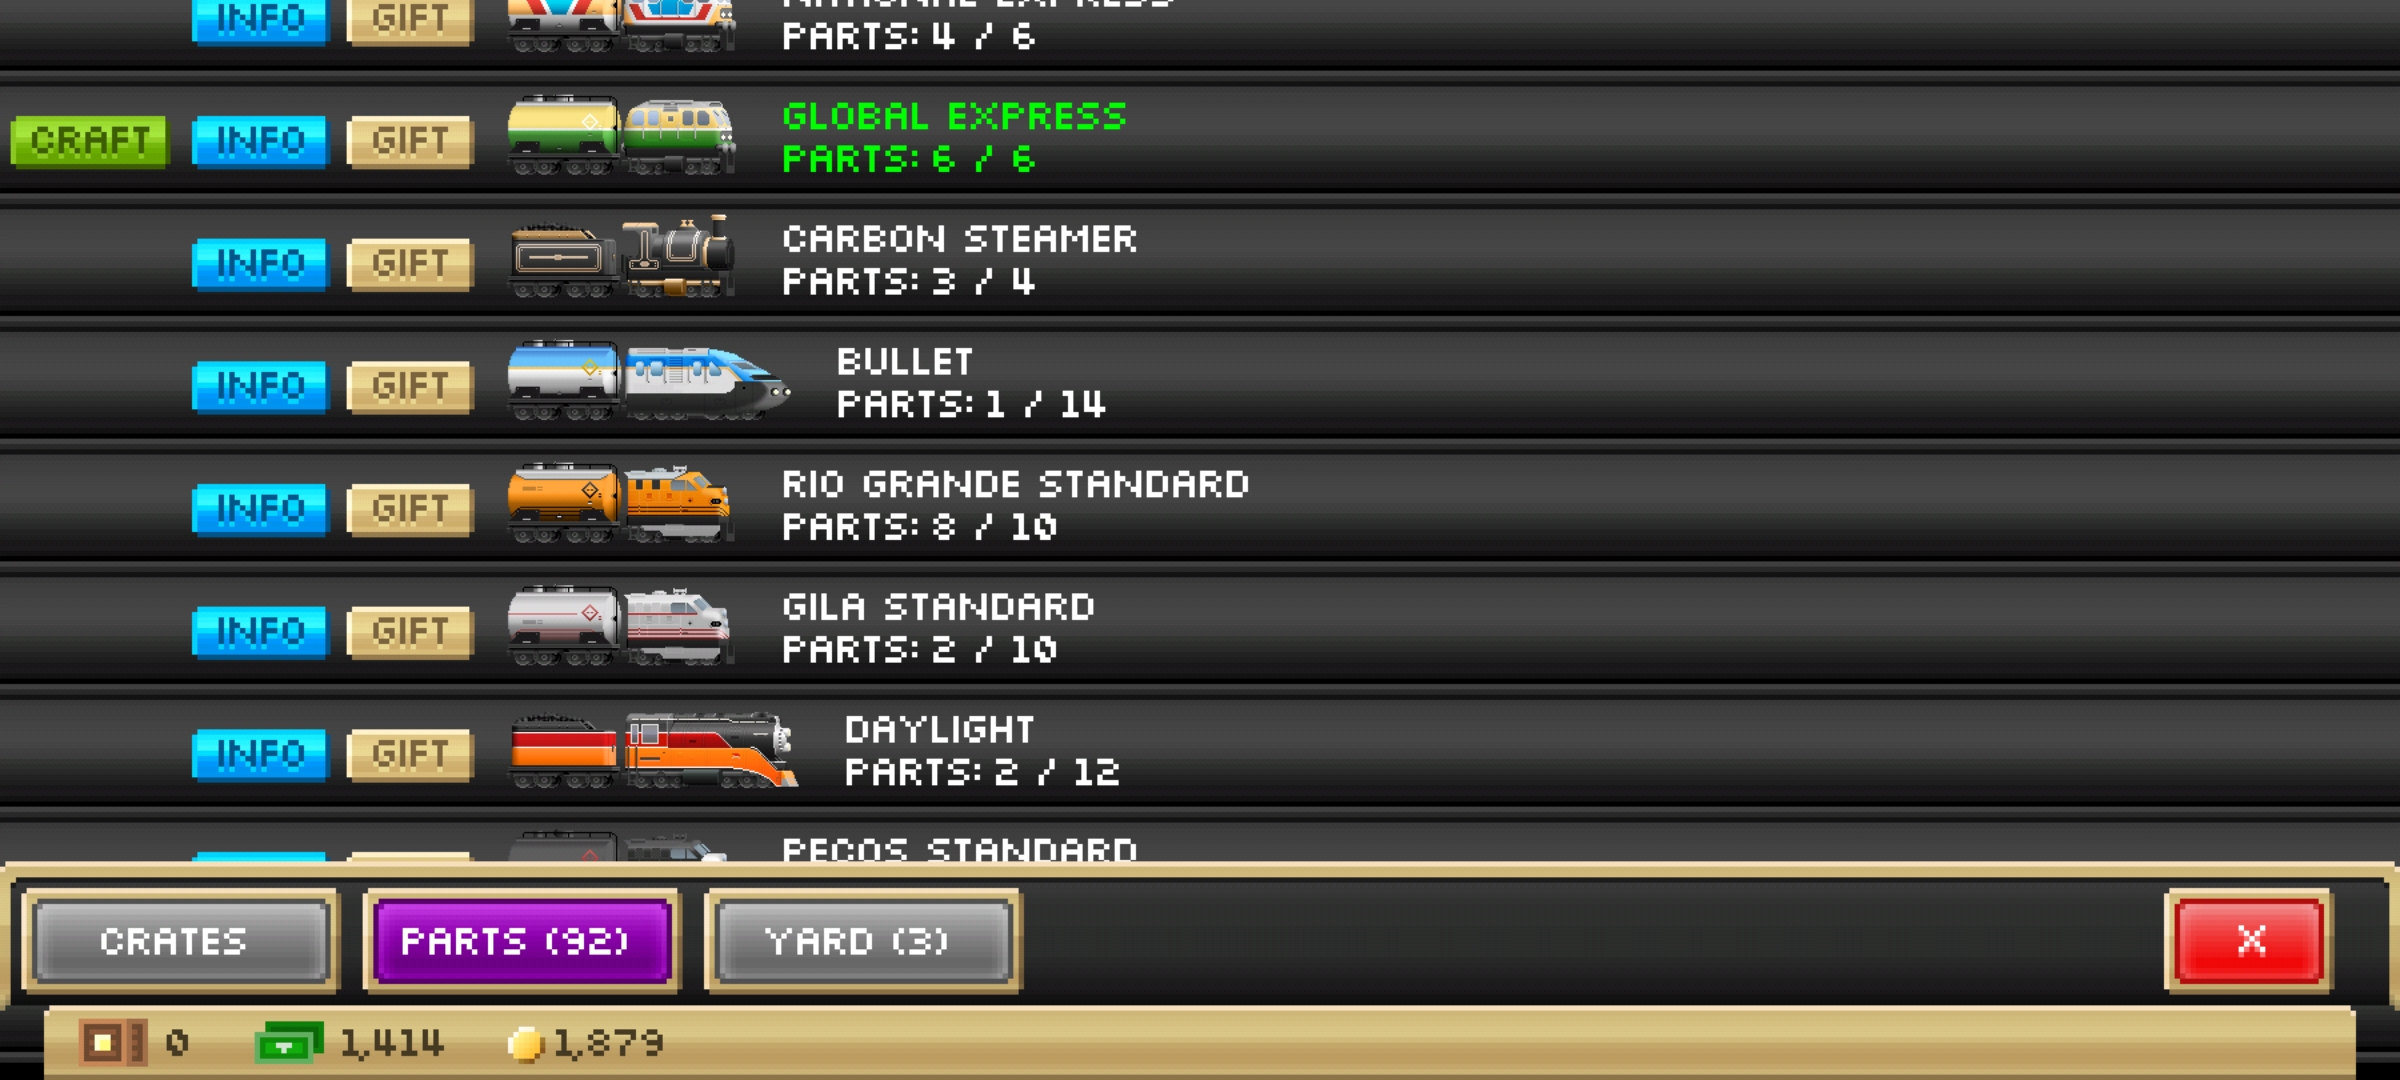 NATIONAL EXPRESS
INFO GIFT PARTS: 4 / 6
GLOBAL EXPRESS
CRAFT INFO GIFT
PARTS: 6 / 6
CARBON STEAMER
INFO GIFT
PARTS: 3 / 4
BULLET
INFO GIFT
PARTS: 1 / 14
RIO GRANDE STANDARD
INFO GIFT
PARTS: 8 / 10
GILA STANDARD
INFO GIFT
PARTS: 2 / 10
DAYLIGHT
INFO GIFT
PARTS: 2 / 12
PECOS STANDARD
CRATES PARTS (92) YARD (3) X
0 1,414 1,879